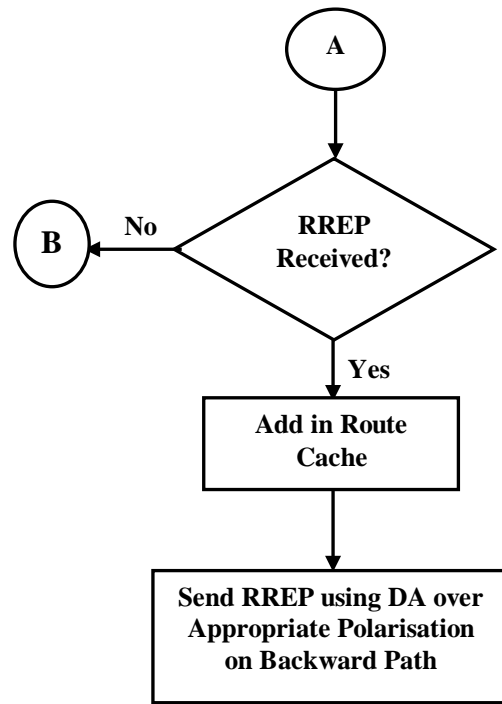 A
RREP
Received?
No
B
Yes
Add in Route
Cache
Send RREP using DA over
Appropriate Polarisation
on Backward Path